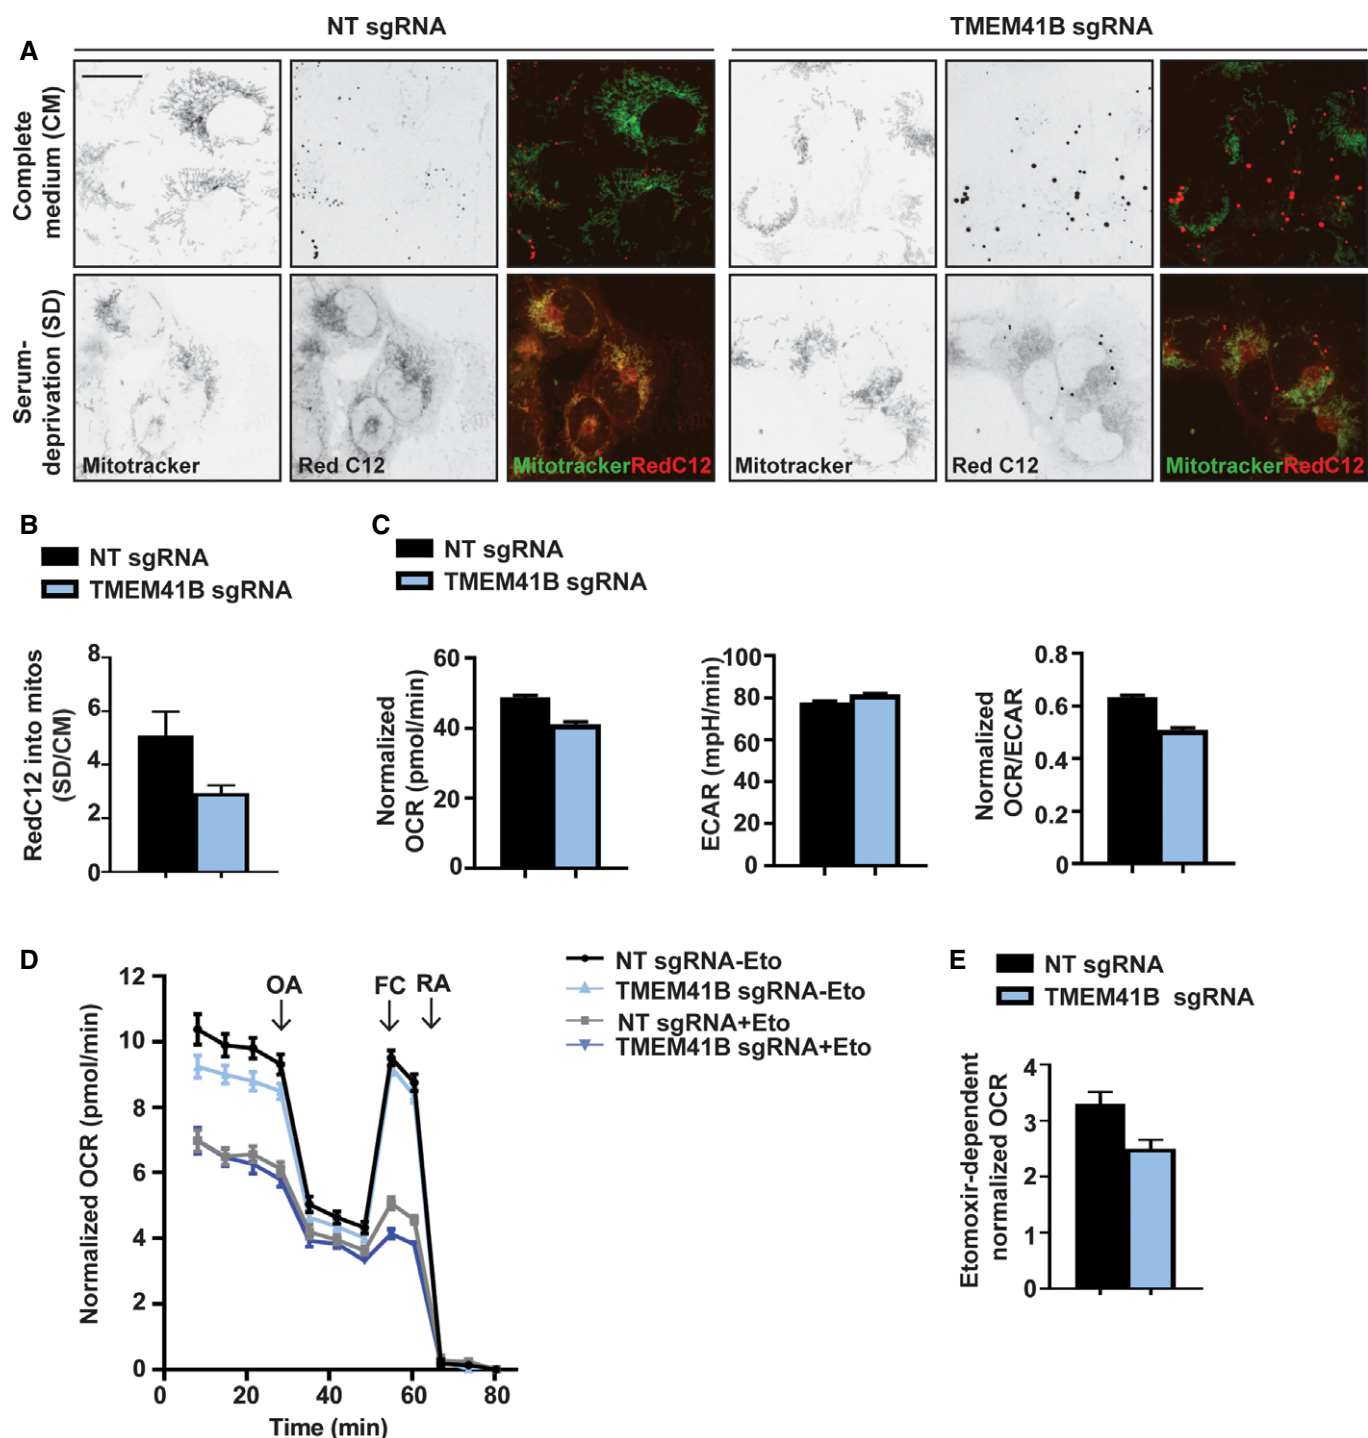 NT sgRNA
TMEM41B sgRNA
A
Complete
medium (CM)
Serum-
deprivation (SD)
Mitotracker
Red C12
MitotrackerRedC12
Mitotracker
Red C12
MitotrackerRedC12
B
NT sgRNA
TMEM41B sgRNA
RedC12 into mitos
(SD/CM)
8
6
4
2
0
C
NT sgRNA
TMEM41B sgRNA
Normalized
OCR (pmol/min)
60
40
20
0
ECAR (mpH/min)
100
80
60
40
20
0
Normalized
OCR/ECAR
0.8
0.6
0.4
0.2
0
D
Normalized OCR (pmol/min)
12
10
8
6
4
2
0
OA
FC
RA
0
20
40
60
80
Time (min)
NT sgRNA-Eto
TMEM41B sgRNA-Eto
NT sgRNA+Eto
TMEM41B sgRNA+Eto
E
NT sgRNA
TMEM41B sgRNA
Etomoxir-dependent
normalized OCR
4
3
2
1
0